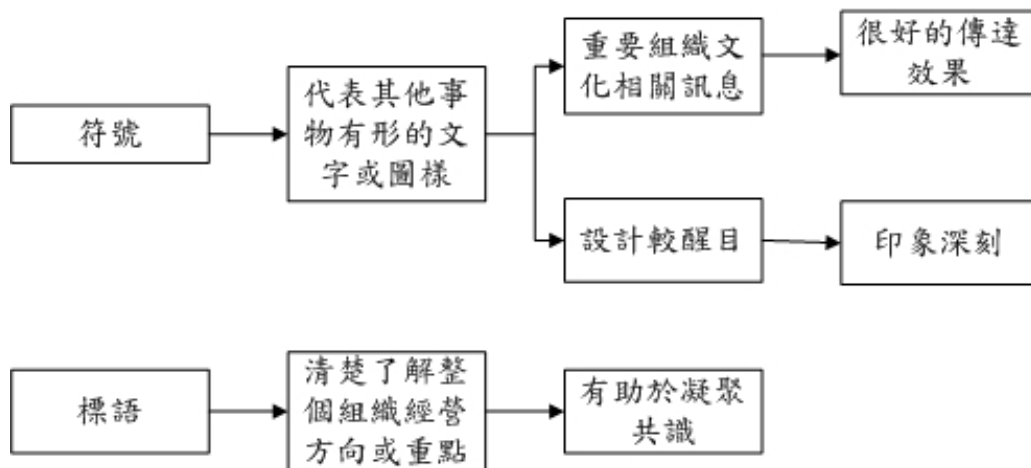 符號
代表其他事
物有形的文
字或圖樣
重要組織文
化相關訊息
很好的傳達
效果
設計較醒目
印象深刻
標語
清楚了解整
個組織經營
方向或重點
有助於凝聚
共識